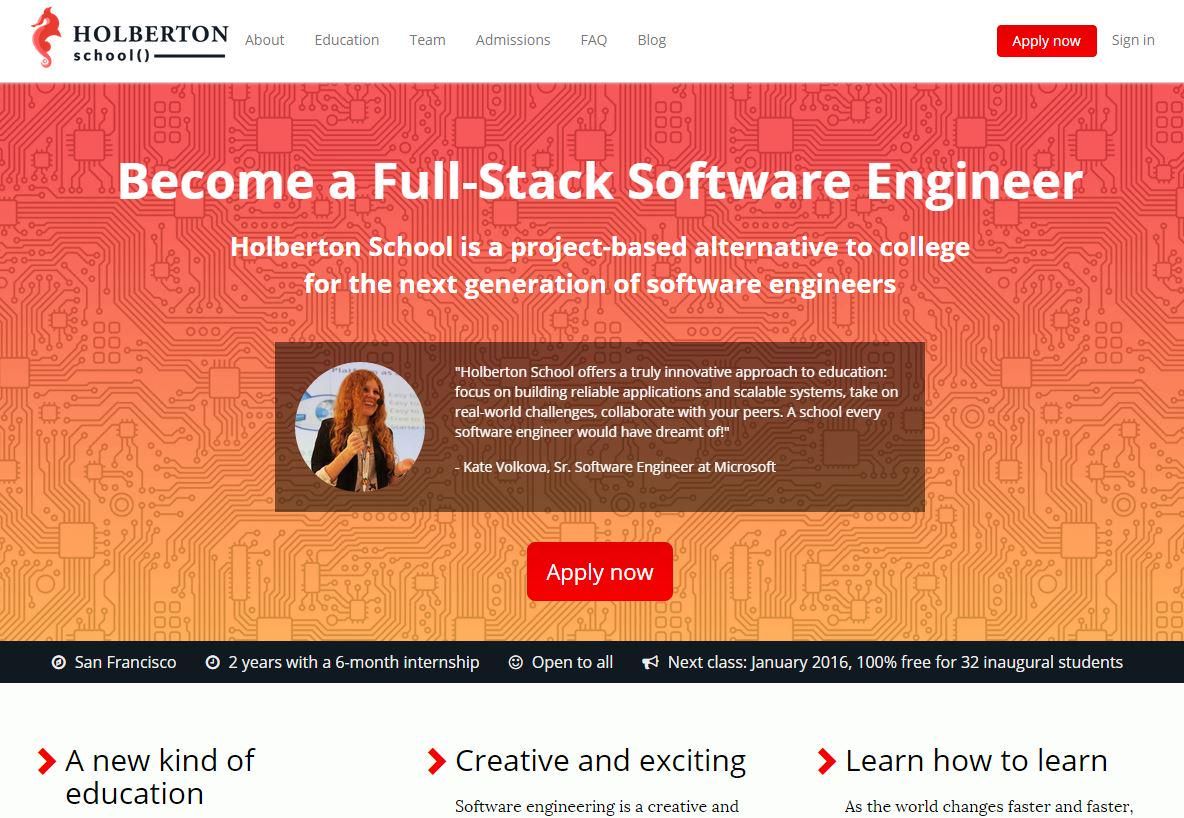 HOLBERTON
school()
About
Education
Team
Admissions
FAQ
Blog
Apply now
Sign in
Become a Full-Stack Software Engineer
Holberton School is a project-based alternative to college
for the next generation of software engineers
"Holberton School offers a truly innovative approach to education:
focus on building reliable applications and scalable systems, take on
real-world challenges, collaborate with your peers. A school every
software engineer would have dreamt of!"
- Kate Volkova, Sr. Software Engineer at Microsoft
Apply now
San Francisco
2 years with a 6-month internship
Open to all
Next class: January 2016, 100% free for 32 inaugural students
A new kind of
education
Creative and exciting
Software engineering is a creative and
Learn how to learn
As the world changes faster and faster,